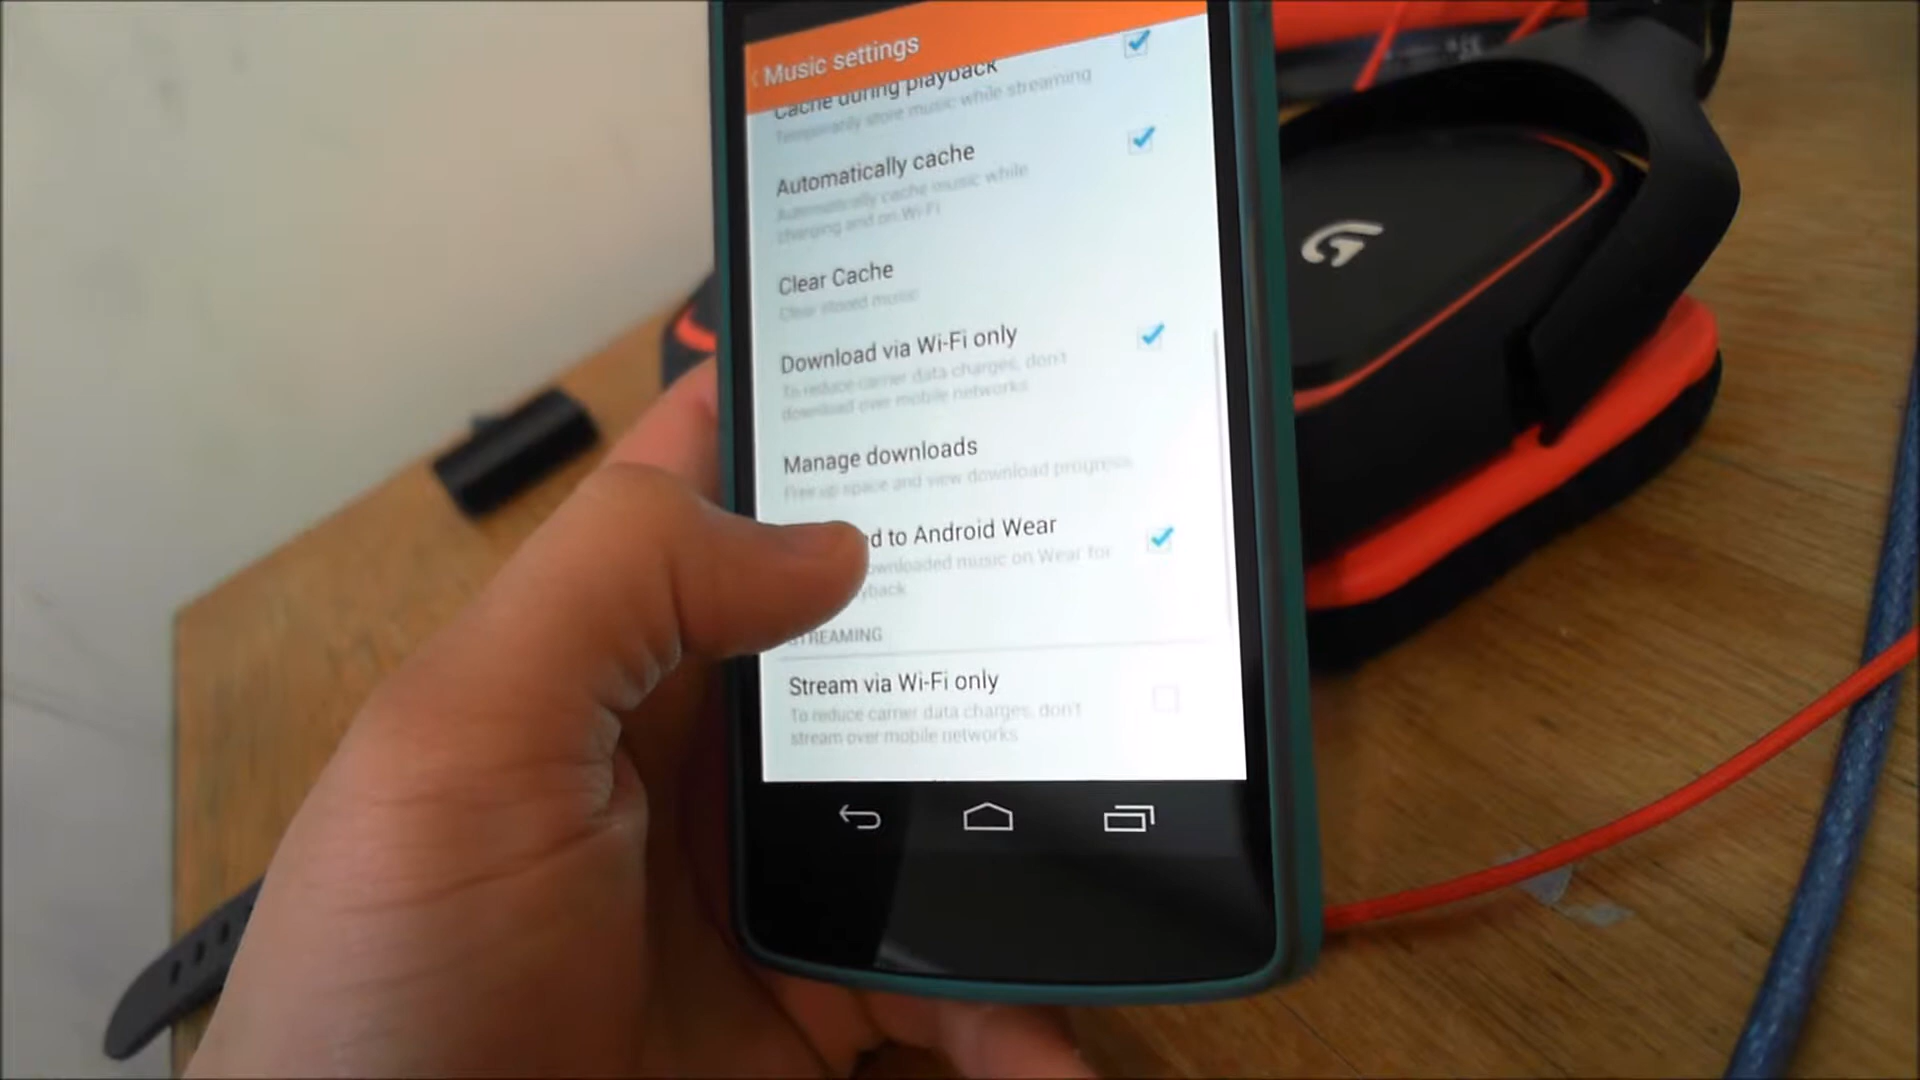 Music settings
Cache during playback
Temporarily store music while streaming
Automatically cache
Automatically cache music while
charging and on Wi-Fi
Clear Cache
Clear stored music
Download via Wi-Fi only
To reduce carrier data charges, don't
download over mobile networks
Manage downloads
Free up space and view download progress
d to Android Wear
ownloaded music on Wear for
yback
STREAMING
Stream via Wi-Fi only
To reduce carrier data charges, don't
stream over mobile networks
G